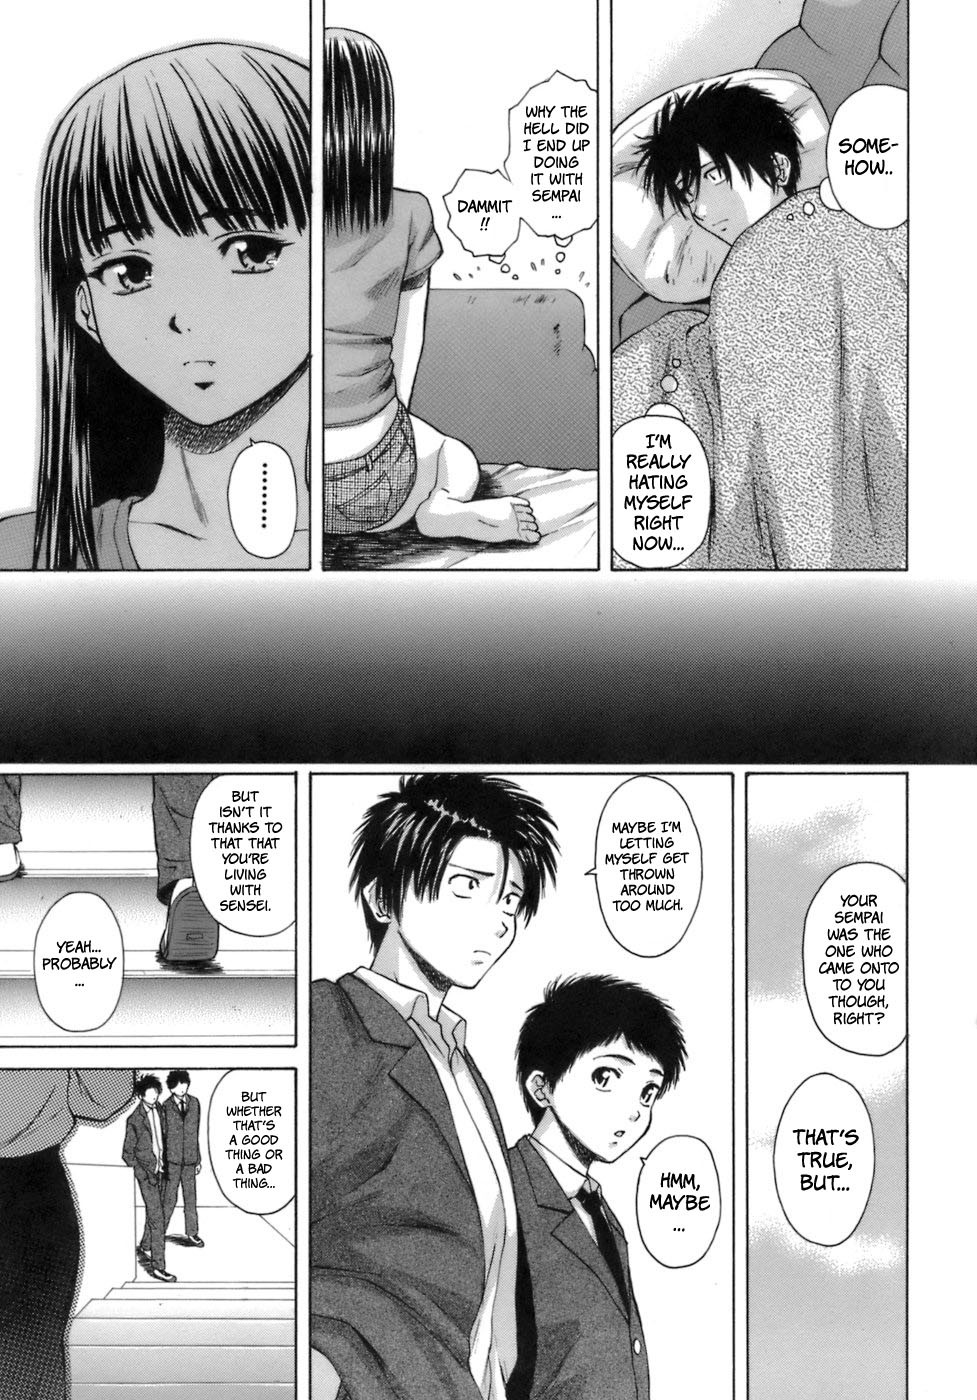 SOME-
HOW..
I'M
REALLY
HATING
MYSELF
RIGHT
NOW...
WHY THE
HELL DID
I END UP
DOING
IT WITH
SEMPAI
...
DAMMIT
!!
.........
YOUR
SEMPAI
WAS THE
ONE WHO
CAME ONTO
TO YOU
THOUGH,
RIGHT?
THAT'S
TRUE,
BUT...
MAYBE I'M
LETTING
MYSELF GET
THROWN
AROUND
TOO MUCH.
HMM,
MAYBE
...
BUT
ISN'T IT
THANKS TO
THAT THAT
YOU'RE
LIVING
WITH
SENSEI.
YEAH...
PROBABLY
...
BUT
WHETHER
THAT'S
A GOOD
THING OR
A BAD
THING...